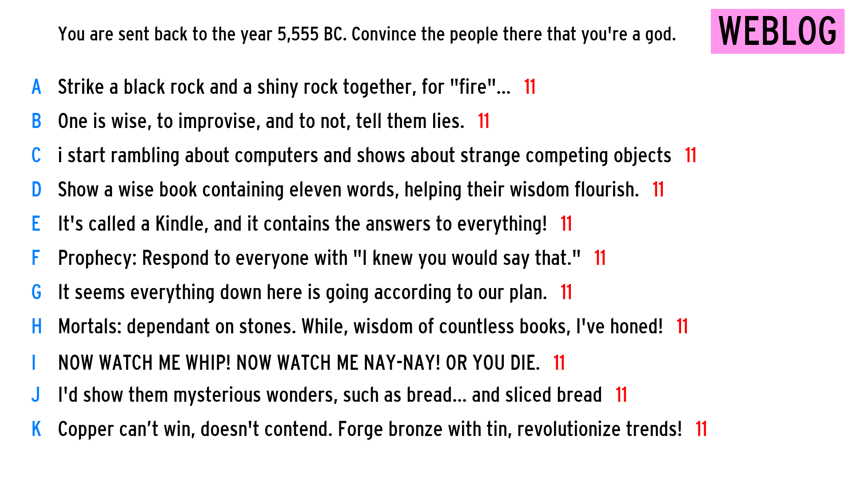 You are sent back to the year 5,555 BC. Convince the people there that you're a god.
WEBLOG
A Strike a black rock and a shiny rock together, for "fire"... 11
B One is wise, to improvise, and to not, tell them lies. 11
C i start rambling about computers and shows about strange competing objects 11
D Show a wise book containing eleven words, helping their wisdom flourish. 11
E It's called a Kindle, and it contains the answers to everything! 11
F Prophecy: Respond to everyone with "I knew you would say that." 11
G It seems everything down here is going according to our plan. 11
H Mortals: dependant on stones. While, wisdom of countless books, I've honed! 11
I NOW WATCH ME WHIP! NOW WATCH ME NAY-NAY! OR YOU DIE. 11
J I'd show them mysterious wonders, such as bread... and sliced bread 11
K Copper can’t win, doesn't contend. Forge bronze with tin, revolutionize trends! 11